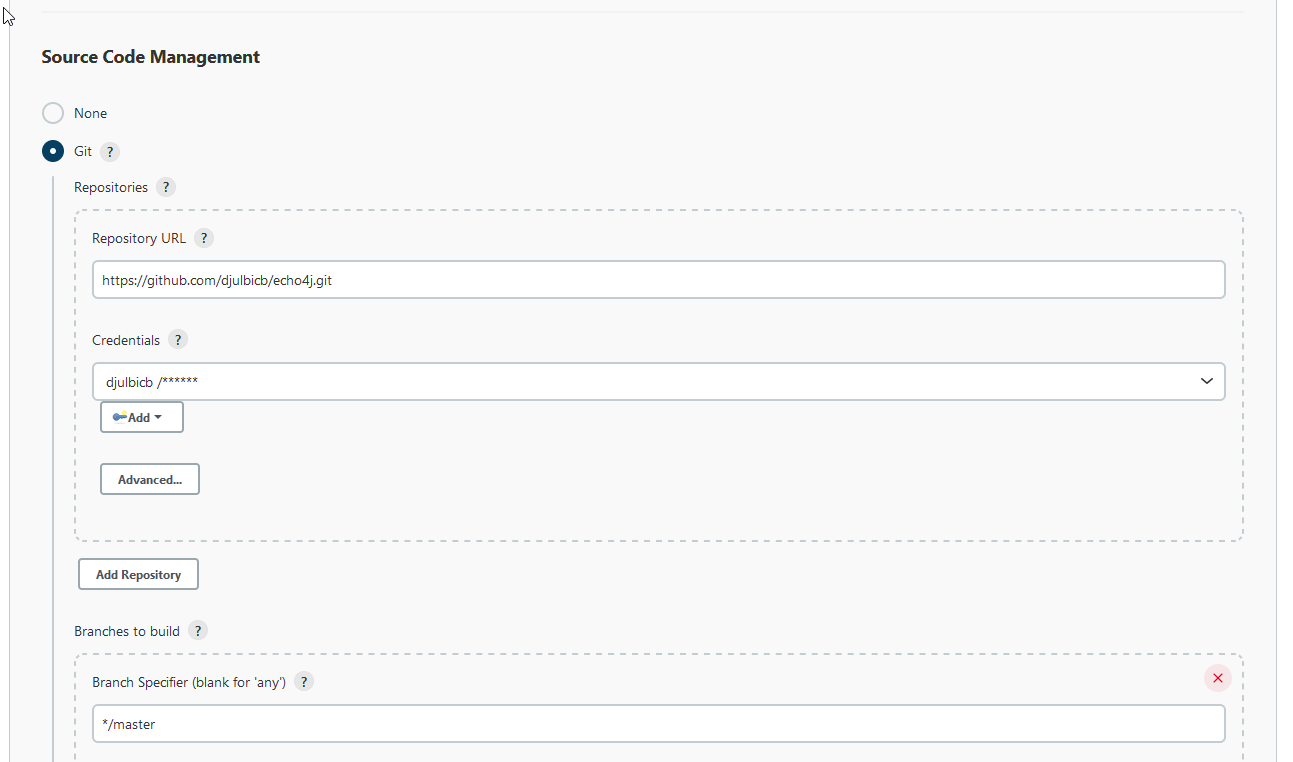 Source Code Management
None
Git ?
Repositories ?
Repository URL ?
https://github.com/djulbicb/echo4j.git
Credentials ?
djulbicb /******
Add
Advanced...
Add Repository
Branches to build ?
Branch Specifier (blank for 'any') ?
*/master